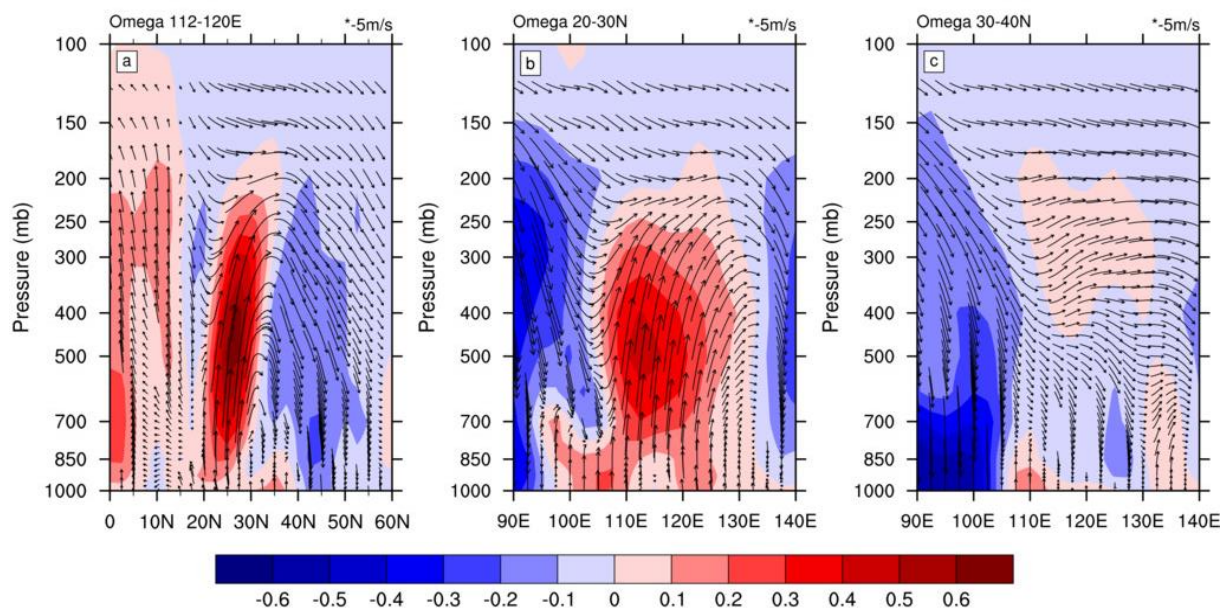 Omega 112-120E *-5m/s
a
Pressure (mb)
100
150
200
250
300
400
500
700
850
1000
0 10N 20N 30N 40N 50N 60N
Omega 20-30N *-5m/s
b
Pressure (mb)
100
150
200
250
300
400
500
700
850
1000
90E 100E 110E 120E 130E 140E
Omega 30-40N *-5m/s
c
Pressure (mb)
100
150
200
250
300
400
500
700
850
1000
90E 100E 110E 120E 130E 140E
-0.6 -0.5 -0.4 -0.3 -0.2 -0.1 0 0.1 0.2 0.3 0.4 0.5 0.6